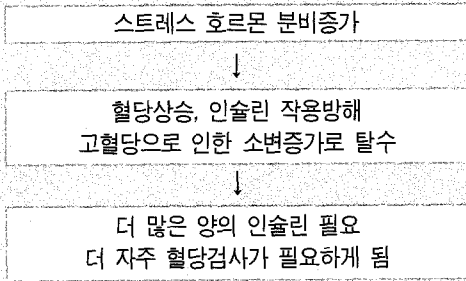 스트레스 호르몬 분비증가
↓
혈당상승, 인슐린 작용방해
고혈당으로 인한 소변증가로 탈수
↓
더 많은 양의 인슐린 필요
더 자주 혈당검사가 필요하게 됨